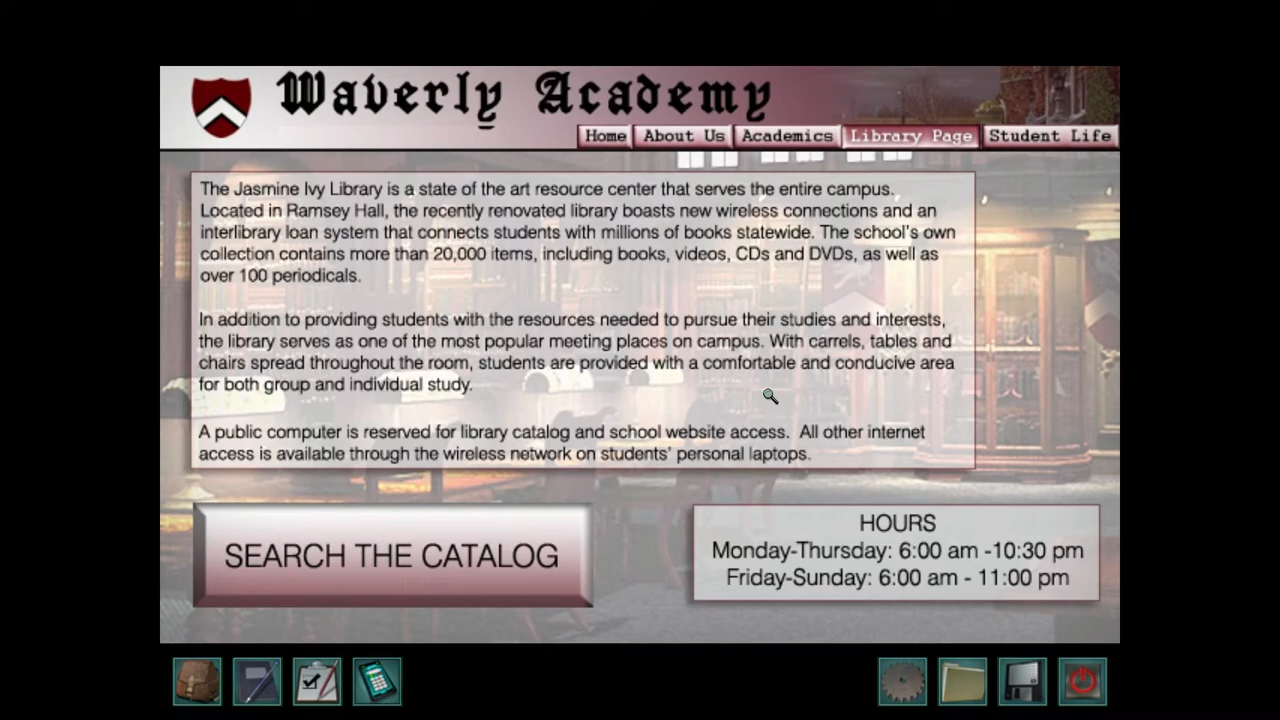 Waverly Academy
Home About Us Academics Library Page Student Life
The Jasmine Ivy Library is a state of the art resource center that serves the entire campus.
Located in Ramsey Hall, the recently renovated library boasts new wireless connections and an
interlibrary loan system that connects students with millions of books statewide. The school's own
collection contains more than 20,000 items, including books, videos, CDs and DVDs, as well as
over 100 periodicals.
In addition to providing students with the resources needed to pursue their studies and interests,
the library serves as one of the most popular meeting places on campus. With carrels, tables and
chairs spread throughout the room, students are provided with a comfortable and conducive area
for both group and individual study.
A public computer is reserved for library catalog and school website access. All other internet
access is available through the wireless network on students' personal laptops.
SEARCH THE CATALOG
HOURS
Monday-Thursday: 6:00 am -10:30 pm
Friday-Sunday: 6:00 am - 11:00 pm